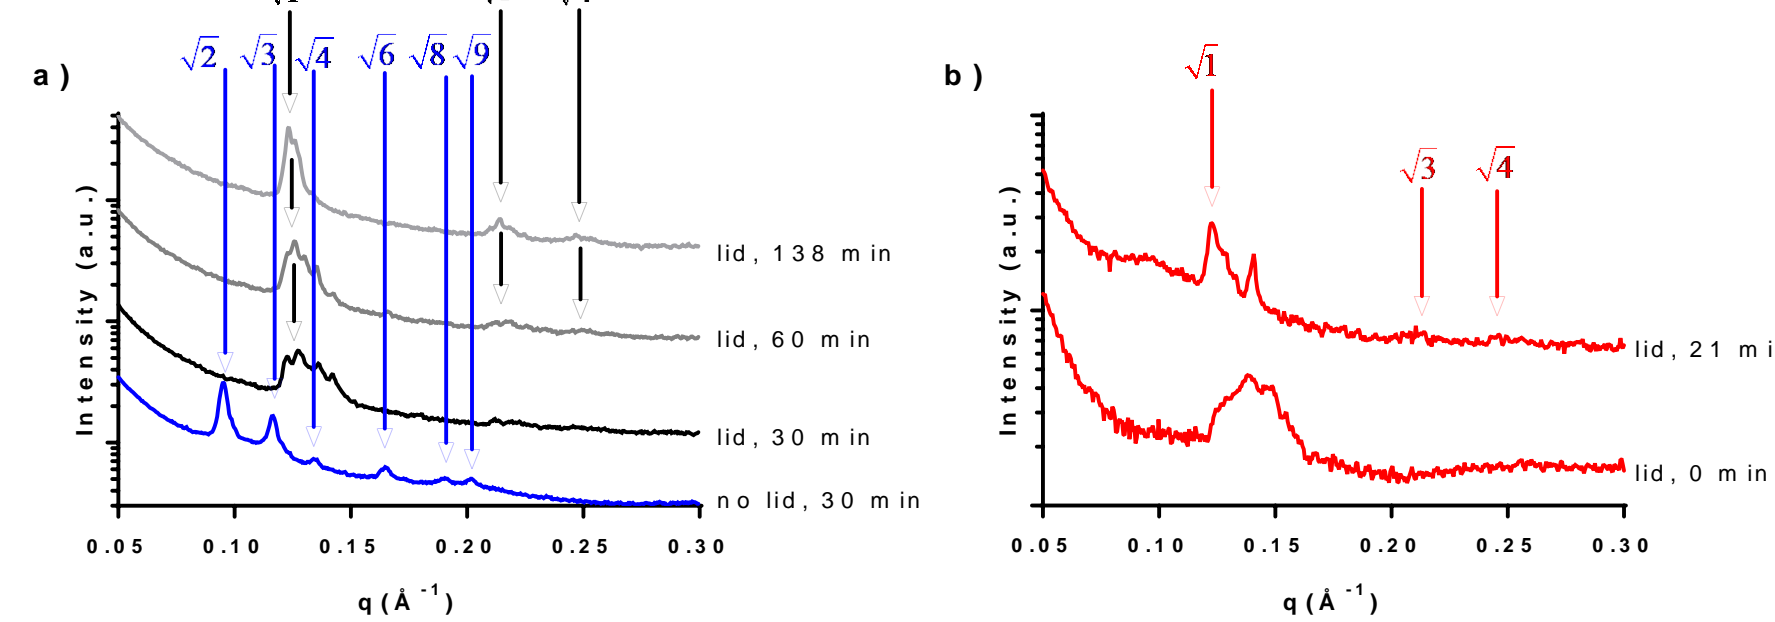 a)
√2 √3 √4 √6 √8 √9
Intensity (a.u.)
lid, 138 min
lid, 60 min
lid, 30 min
no lid, 30 min
0.05 0.10 0.15 0.20 0.25 0.30
q (Å⁻¹)
b)
√1
√3 √4
Intensity (a.u.)
lid, 21 mi
lid, 0 min
0.05 0.10 0.15 0.20 0.25 0.30
q (Å⁻¹)